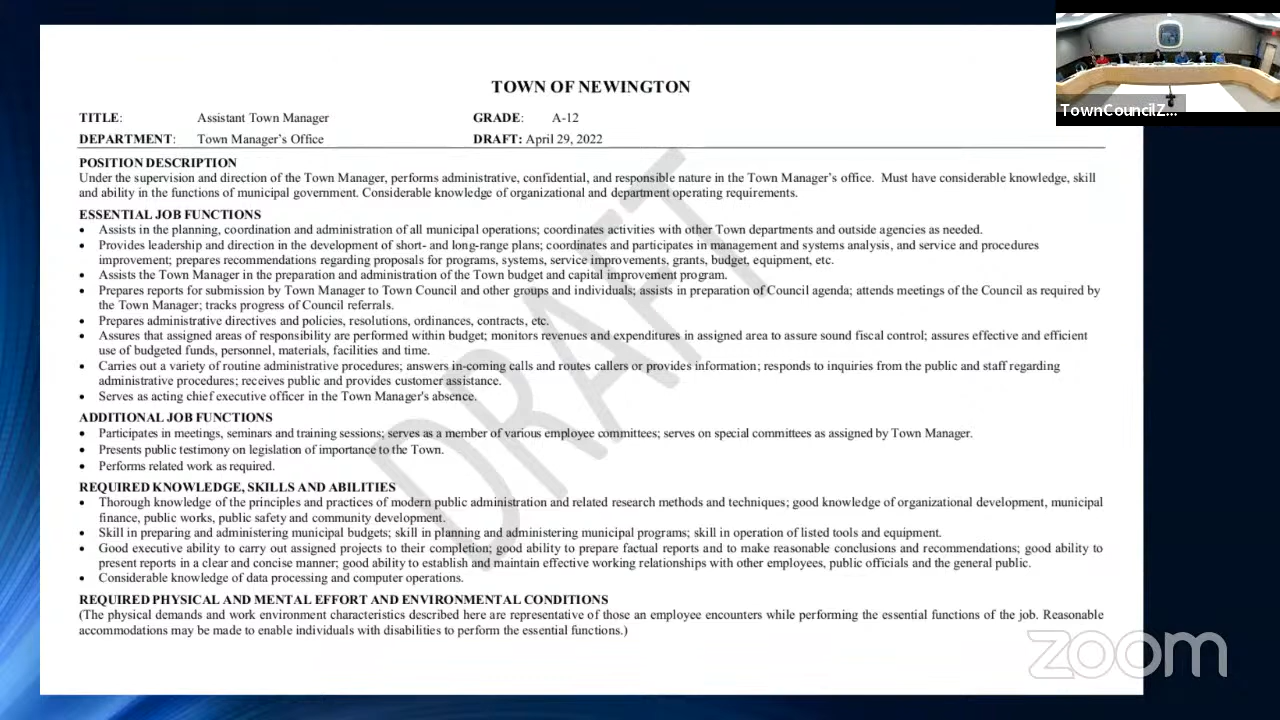 TOWN OF NEWINGTON
TITLE: Assistant Town Manager GRADE: A-12
DEPARTMENT: Town Manager's Office DRAFT: April 29, 2022
POSITION DESCRIPTION
Under the supervision and direction of the Town Manager, performs administrative, confidential, and responsible nature in the Town Manager's office. Must have considerable knowledge, skill
and ability in the functions of municipal government. Considerable knowledge of organizational and department operating requirements.
ESSENTIAL JOB FUNCTIONS
• Assists in the planning, coordination and administration of all municipal operations; coordinates activities with other Town departments and outside agencies as needed.
• Provides leadership and direction in the development of short- and long-range plans; coordinates and participates in management and systems analysis, and service and procedures
improvement; prepares recommendations regarding proposals for programs, systems, service improvements, grants, budget, equipment, etc.
• Assists the Town Manager in the preparation and administration of the Town budget and capital improvement program.
• Prepares reports for submission by Town Manager to Town Council and other groups and individuals; assists in preparation of Council agenda; attends meetings of the Council as required by
the Town Manager; tracks progress of Council referrals.
• Prepares administrative directives and policies, resolutions, ordinances, contracts, etc.
• Assures that assigned areas of responsibility are performed within budget; monitors revenues and expenditures in assigned area to assure sound fiscal control; assures effective and efficient
use of budgeted funds, personnel, materials, facilities and time.
• Carries out a variety of routine administrative procedures; answers in-coming calls and routes callers or provides information; responds to inquiries from the public and staff regarding
administrative procedures; receives public and provides customer assistance.
• Serves as acting chief executive officer in the Town Manager's absence.
ADDITIONAL JOB FUNCTIONS
• Participates in meetings, seminars and training sessions; serves as a member of various employee committees; serves on special committees as assigned by Town Manager.
• Presents public testimony on legislation of importance to the Town.
• Performs related work as required.
REQUIRED KNOWLEDGE, SKILLS AND ABILITIES
• Thorough knowledge of the principles and practices of modern public administration and related research methods and techniques; good knowledge of organizational development, municipal
finance, public works, public safety and community development.
• Skill in preparing and administering municipal budgets; skill in planning and administering municipal programs; skill in operation of listed tools and equipment.
• Good executive ability to carry out assigned projects to their completion; good ability to prepare factual reports and to make reasonable conclusions and recommendations; good ability to
present reports in a clear and concise manner; good ability to establish and maintain effective working relationships with other employees, public officials and the general public.
• Considerable knowledge of data processing and computer operations.
REQUIRED PHYSICAL AND MENTAL EFFORT AND ENVIRONMENTAL CONDITIONS
(The physical demands and work environment characteristics described here are representative of those an employee encounters while performing the essential functions of the job. Reasonable
accommodations may be made to enable individuals with disabilities to perform the essential functions.)
DRAFT
TownCouncilZ...
zoom